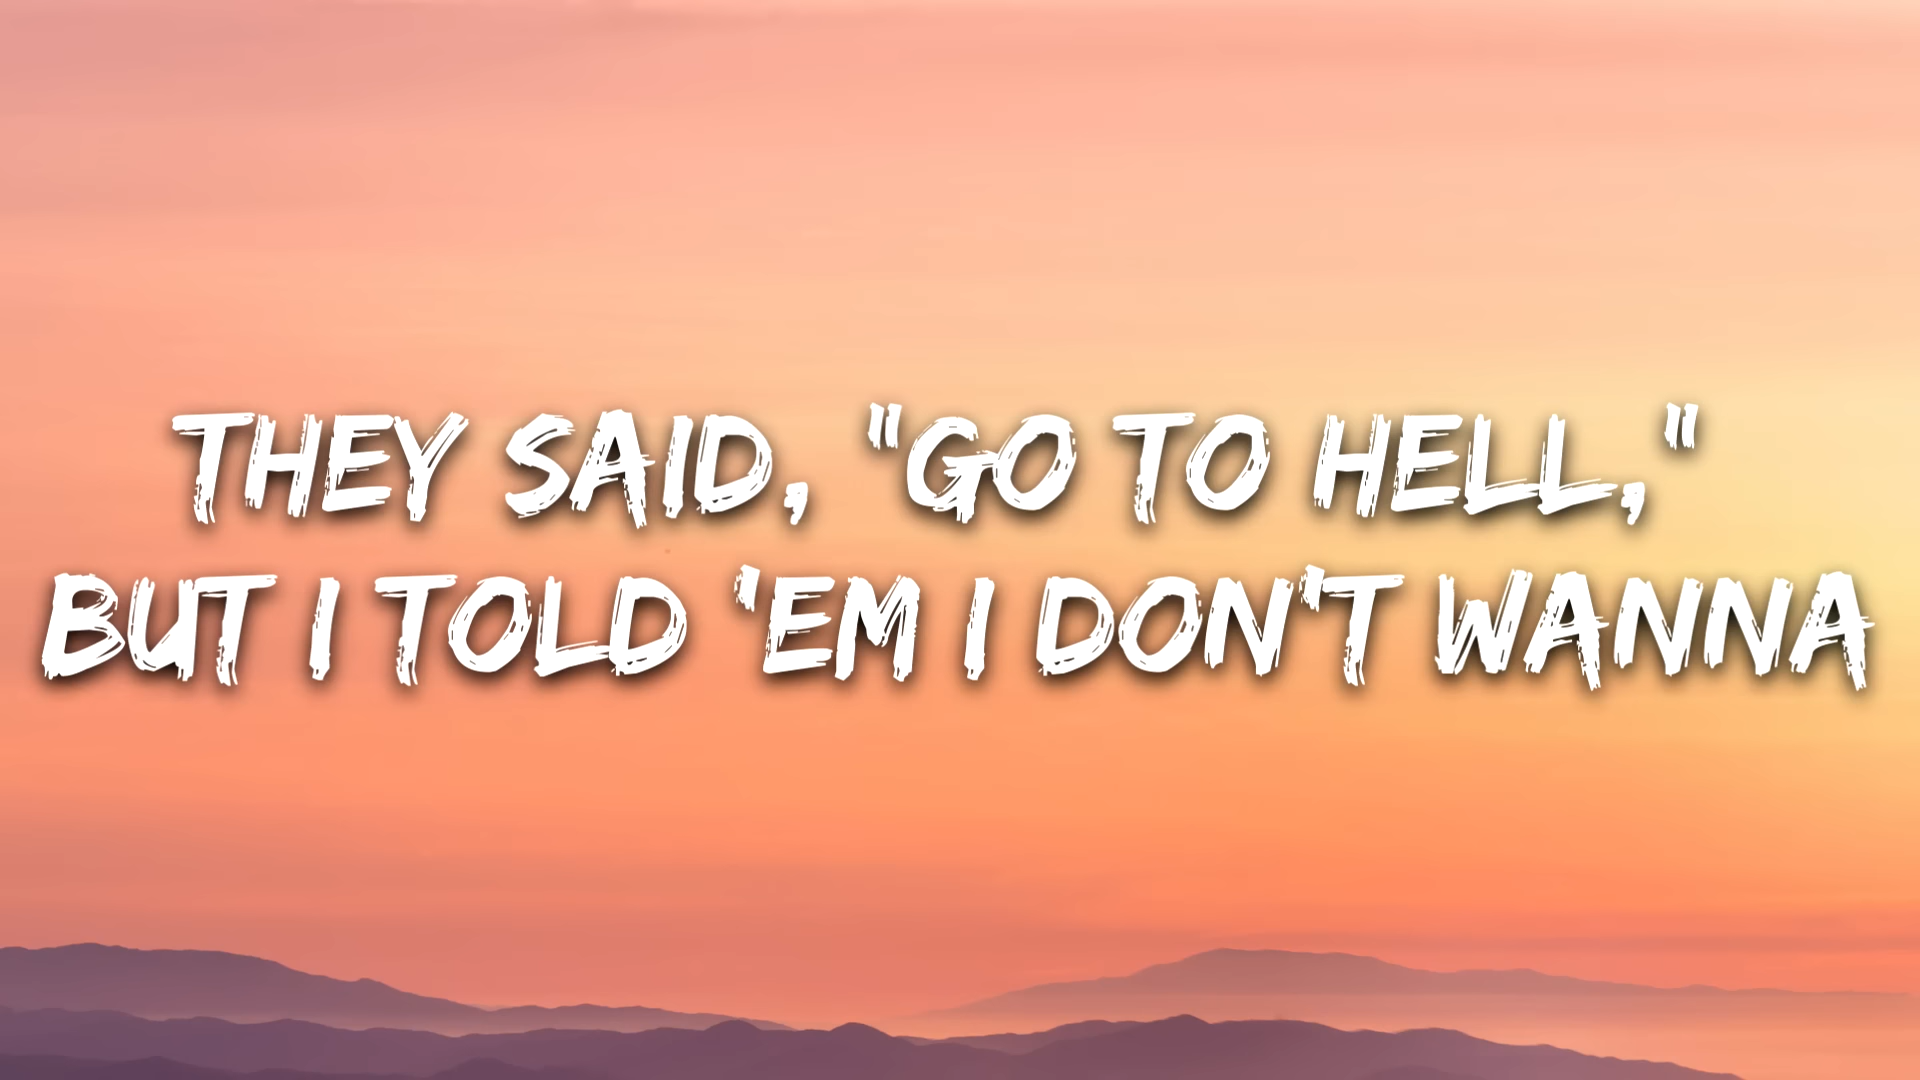 THEY SAID, "GO TO HELL,"
BUT I TOLD 'EM I DON'T WANNA